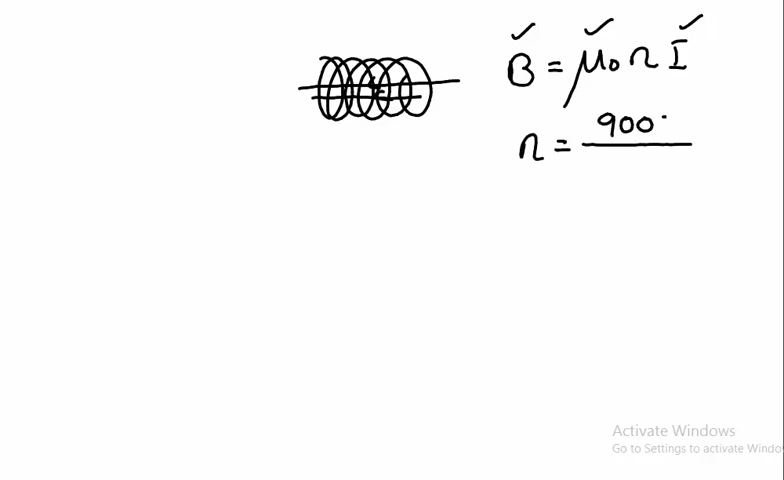 B = μ₀ n I
n = 900
Activate Windows
Go to Settings to activate Windo